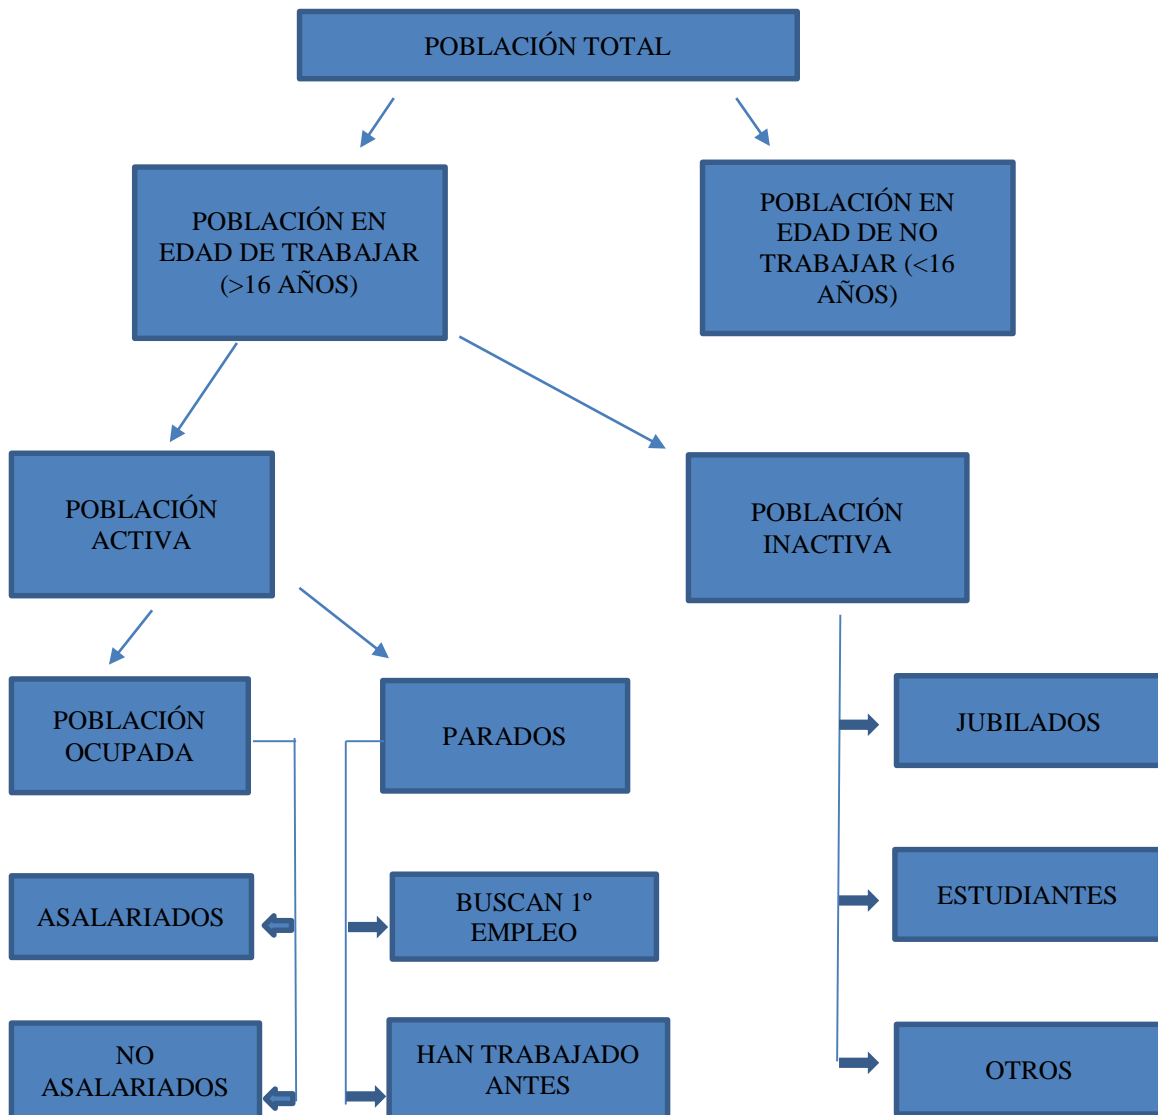 POBLACIÓN TOTAL
POBLACIÓN EN
EDAD DE TRABAJAR
(>16 AÑOS)
POBLACIÓN EN
EDAD DE NO
TRABAJAR (<16
AÑOS)
POBLACIÓN
ACTIVA
POBLACIÓN
INACTIVA
POBLACIÓN
OCUPADA
PARADOS
JUBILADOS
ASALARIADOS
BUSCAN 1º
EMPLEO
ESTUDIANTES
NO
ASALARIADOS
HAN TRABAJADO
ANTES
OTROS